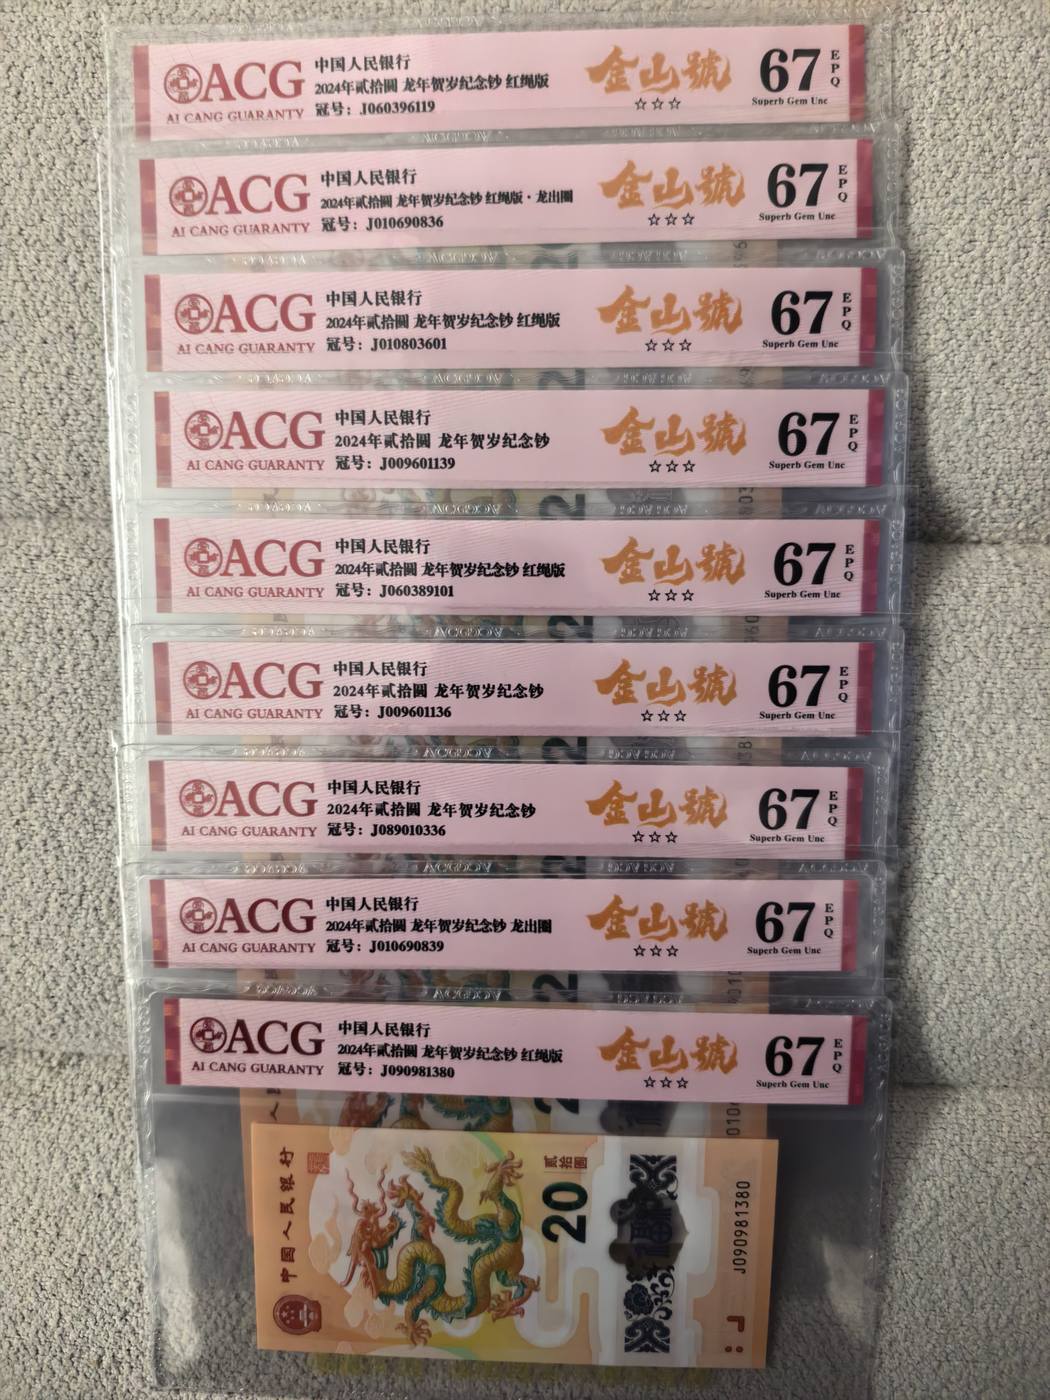 ACG
AI CANG GUARANTY
中国人民银行
2024年贰拾圆 龙年贺岁纪念钞 红绳版
冠号：J060396119
金山號
☆☆☆
67
EPQ
Superb Gem Unc
ACG
AI CANG GUARANTY
中国人民银行
2024年贰拾圆 龙年贺岁纪念钞 红绳版·龙出圈
冠号：J010690836
金山號
☆☆☆
67
EPQ
Superb Gem Unc
ACG
AI CANG GUARANTY
中国人民银行
2024年贰拾圆 龙年贺岁纪念钞 红绳版
冠号：J010803601
金山號
☆☆☆
67
EPQ
Superb Gem Unc
ACG
AI CANG GUARANTY
中国人民银行
2024年贰拾圆 龙年贺岁纪念钞
冠号：J009601139
金山號
☆☆☆
67
EPQ
Superb Gem Unc
ACG
AI CANG GUARANTY
中国人民银行
2024年贰拾圆 龙年贺岁纪念钞 红绳版
冠号：J060389101
金山號
☆☆☆
67
EPQ
Superb Gem Unc
ACG
AI CANG GUARANTY
中国人民银行
2024年贰拾圆 龙年贺岁纪念钞
冠号：J009601136
金山號
☆☆☆
67
EPQ
Superb Gem Unc
ACG
AI CANG GUARANTY
中国人民银行
2024年贰拾圆 龙年贺岁纪念钞
冠号：J089010336
金山號
☆☆☆
67
EPQ
Superb Gem Unc
ACG
AI CANG GUARANTY
中国人民银行
2024年贰拾圆 龙年贺岁纪念钞 龙出圈
冠号：J010690839
金山號
☆☆☆
67
EPQ
Superb Gem Unc
ACG
AI CANG GUARANTY
中国人民银行
2024年贰拾圆 龙年贺岁纪念钞 红绳版
冠号：J090981380
金山號
☆☆☆
67
EPQ
Superb Gem Unc
中国人民银行
贰拾圆
20
J090981380